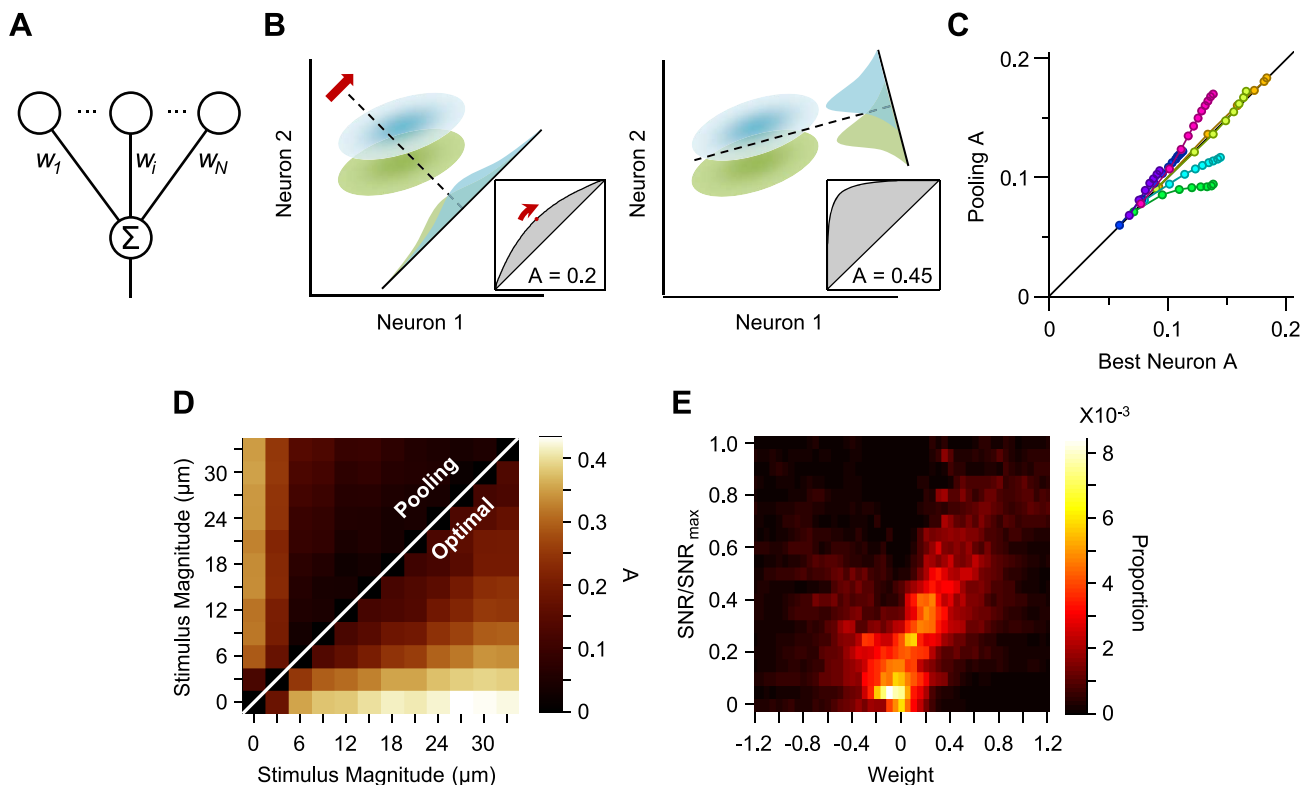 A
w1 ... wi ... wN
Σ
B
Neuron 2
Neuron 1
A = 0.2
Neuron 2
Neuron 1
A = 0.45
C
Pooling A
0.2
0.1
0
0
0.1
0.2
Best Neuron A
D
Stimulus Magnitude (μm)
30
24
18
12
6
0
0
6
12
18
24
30
Stimulus Magnitude (μm)
Pooling
Optimal
0.4
0.3
0.2
0.1
0
A
E
SNR/SNRmax
1.0
0.8
0.6
0.4
0.2
0
-1.2
-0.8
-0.4
0
0.4
0.8
1.2
Weight
X10-3
8
6
4
2
0
Proportion